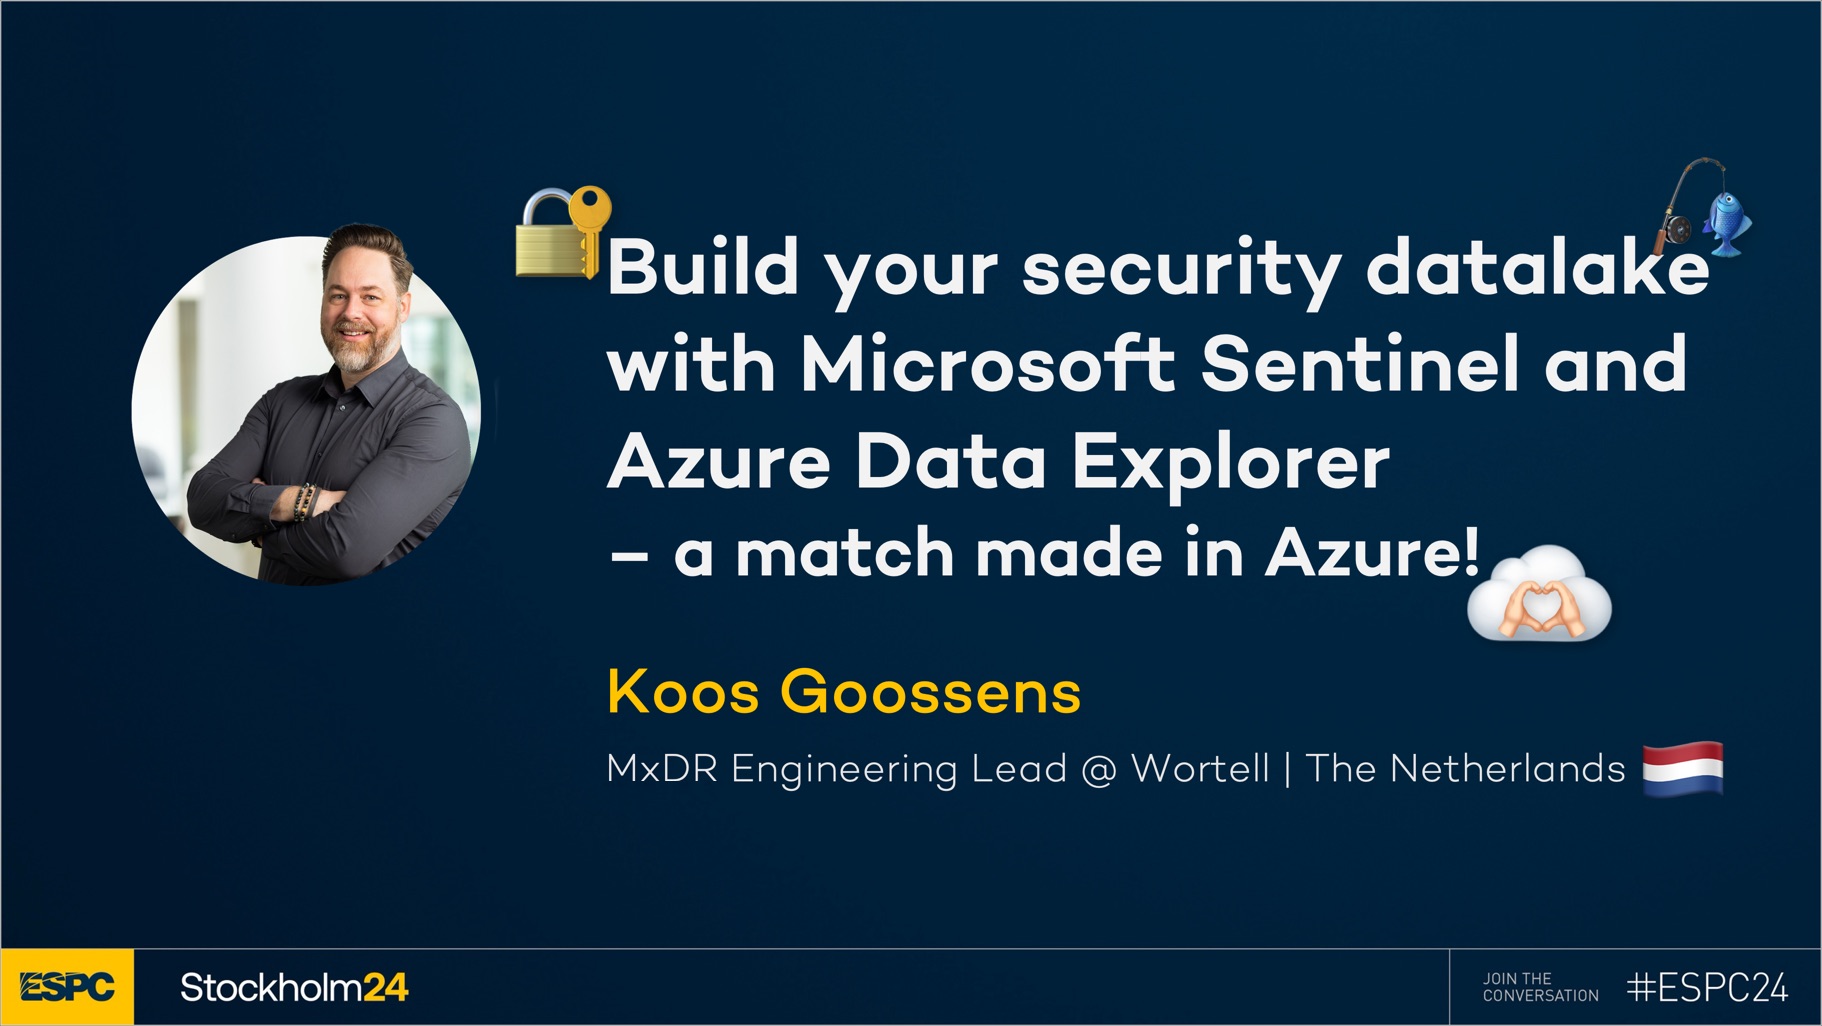 Build your security datalake
with Microsoft Sentinel and
Azure Data Explorer
– a match made in Azure!
Koos Goossens
MxDR Engineering Lead @ Wortell | The Netherlands
ESPC
Stockholm24
JOIN THE
CONVERSATION
#ESPC24